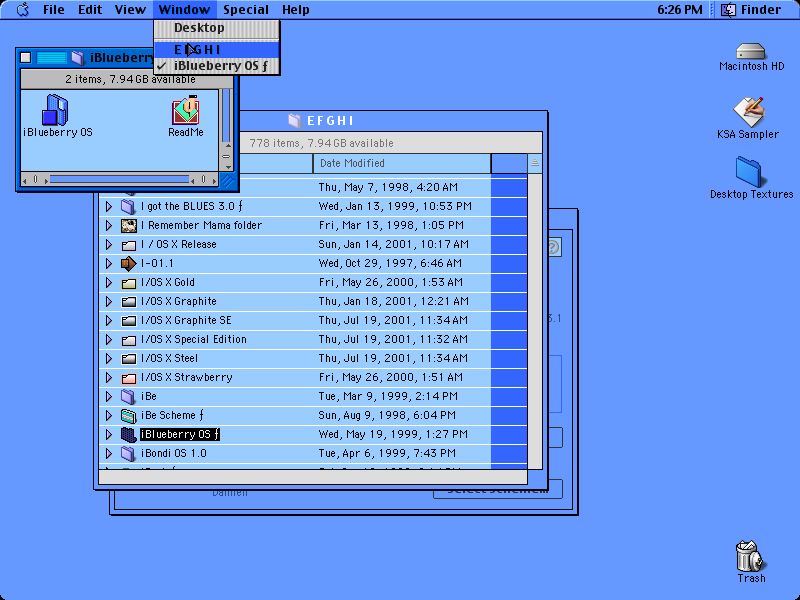 File Edit View Window Special Help 6:26 PM Finder
Desktop
E F G H I
✓ iBlueberry OS ƒ
iBlueberry
2 items, 7.94 GB available
iBlueberry OS
ReadMe
E F G H I
778 items, 7.94 GB available
Date Modified
Thu, May 7, 1998, 4:20 AM
I got the BLUES 3.0 ƒ Wed, Jan 13, 1999, 10:53 PM
I Remember Mama folder Fri, Mar 13, 1998, 1:05 PM
I / OS X Release Sun, Jan 14, 2001, 10:17 AM
I-01.1 Wed, Oct 29, 1997, 6:46 AM
I/OS X Gold Fri, May 26, 2000, 1:53 AM
I/OS X Graphite Thu, Jan 18, 2001, 12:21 AM
I/OS X Graphite SE Thu, Jul 19, 2001, 11:34 AM
I/OS X Special Edition Thu, Jul 19, 2001, 11:32 AM
I/OS X Steel Thu, Jul 19, 2001, 11:34 AM
I/OS X Strawberry Fri, May 26, 2000, 1:51 AM
iBe Tue, Mar 9, 1999, 2:14 PM
iBe Scheme ƒ Sun, Aug 9, 1998, 6:04 PM
iBlueberry OS ƒ Wed, May 19, 1999, 1:27 PM
iBondi OS 1.0 Tue, Apr 6, 1999, 7:43 PM
3.1
Damien
Select Scheme...
Macintosh HD
KSA Sampler
Desktop Textures
Trash